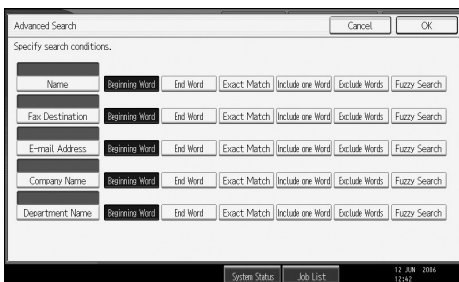 Advanced Search Cancel OK
Specify search conditions.
Name Beginning Word End Word Exact Match Include one Word Exclude Words Fuzzy Search
Fax Destination Beginning Word End Word Exact Match Include one Word Exclude Words Fuzzy Search
E-mail Address Beginning Word End Word Exact Match Include one Word Exclude Words Fuzzy Search
Company Name Beginning Word End Word Exact Match Include one Word Exclude Words Fuzzy Search
Department Name Beginning Word End Word Exact Match Include one Word Exclude Words Fuzzy Search
System Status Job List 12 JUN 2006
12:42